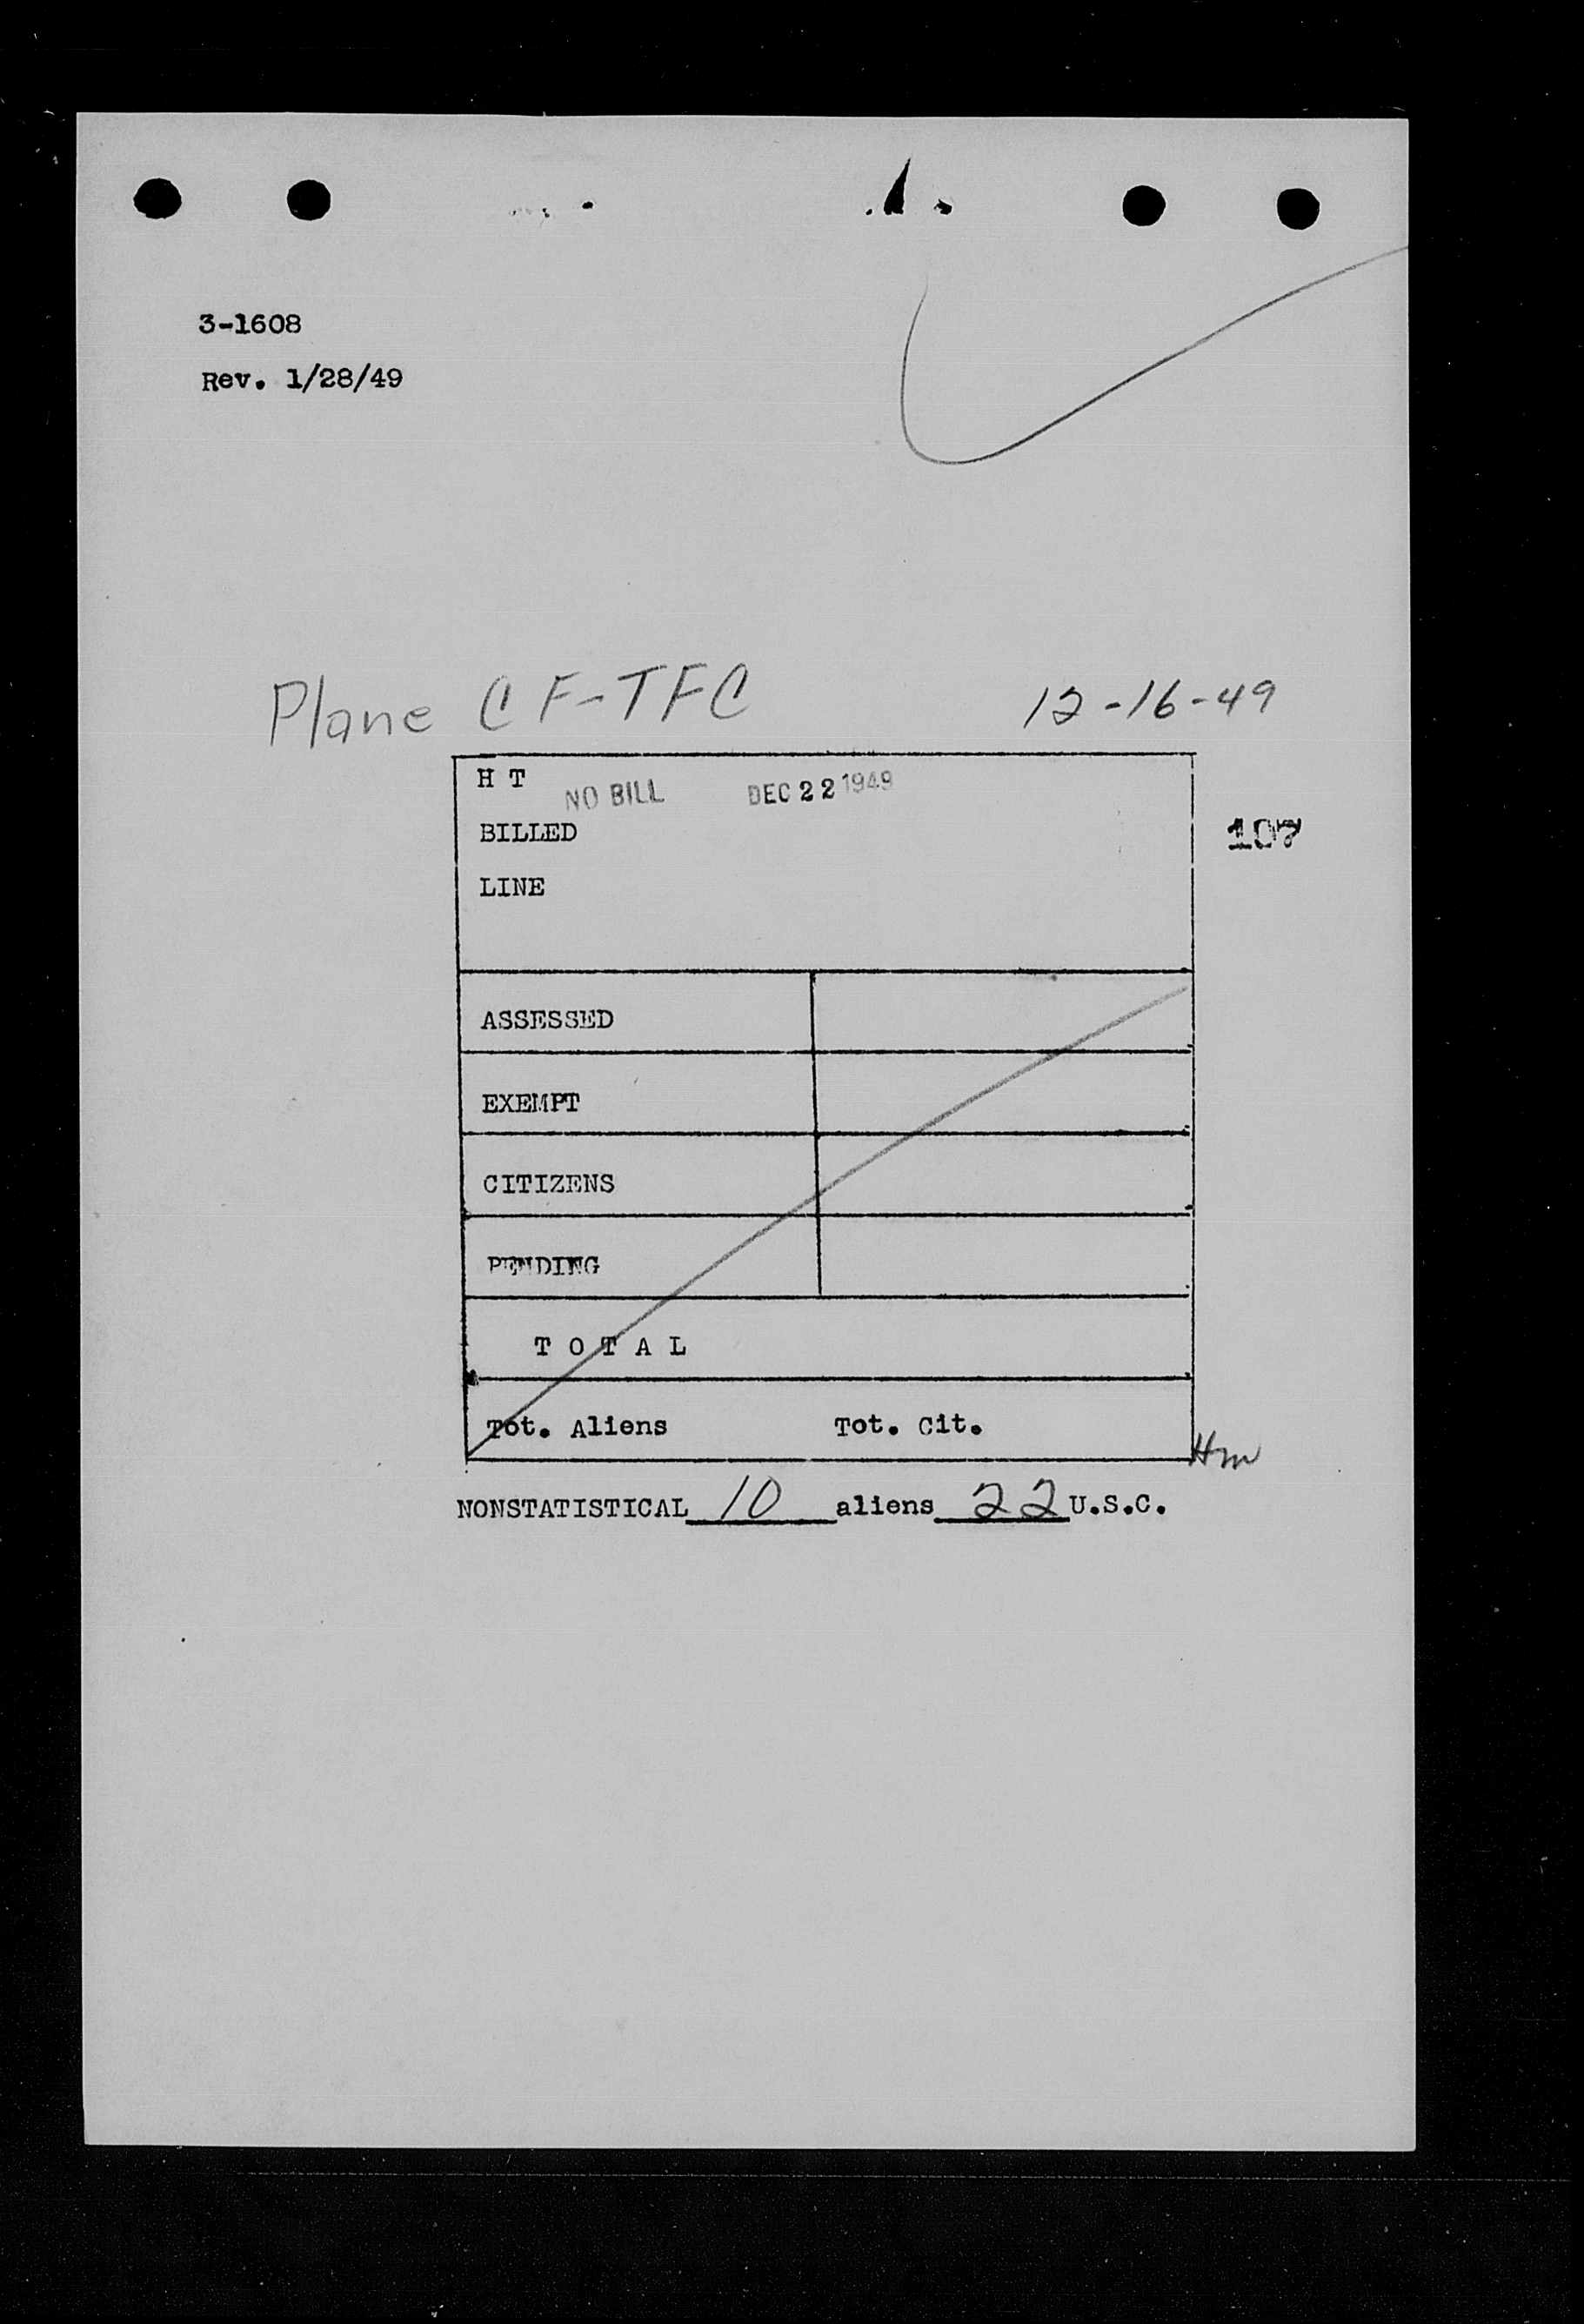 3-1608
Rev. 1/28/49
Plane CF-TFC 12-16-49
H T NO BILL DEC 22 1949
BILLED 107
LINE
ASSESSED
EXEMPT
CITIZENS
PENDING
T O T A L
Tot. Aliens Tot. Cit.
Hm
NONSTATISTICAL 10 aliens 22 U.S.C.